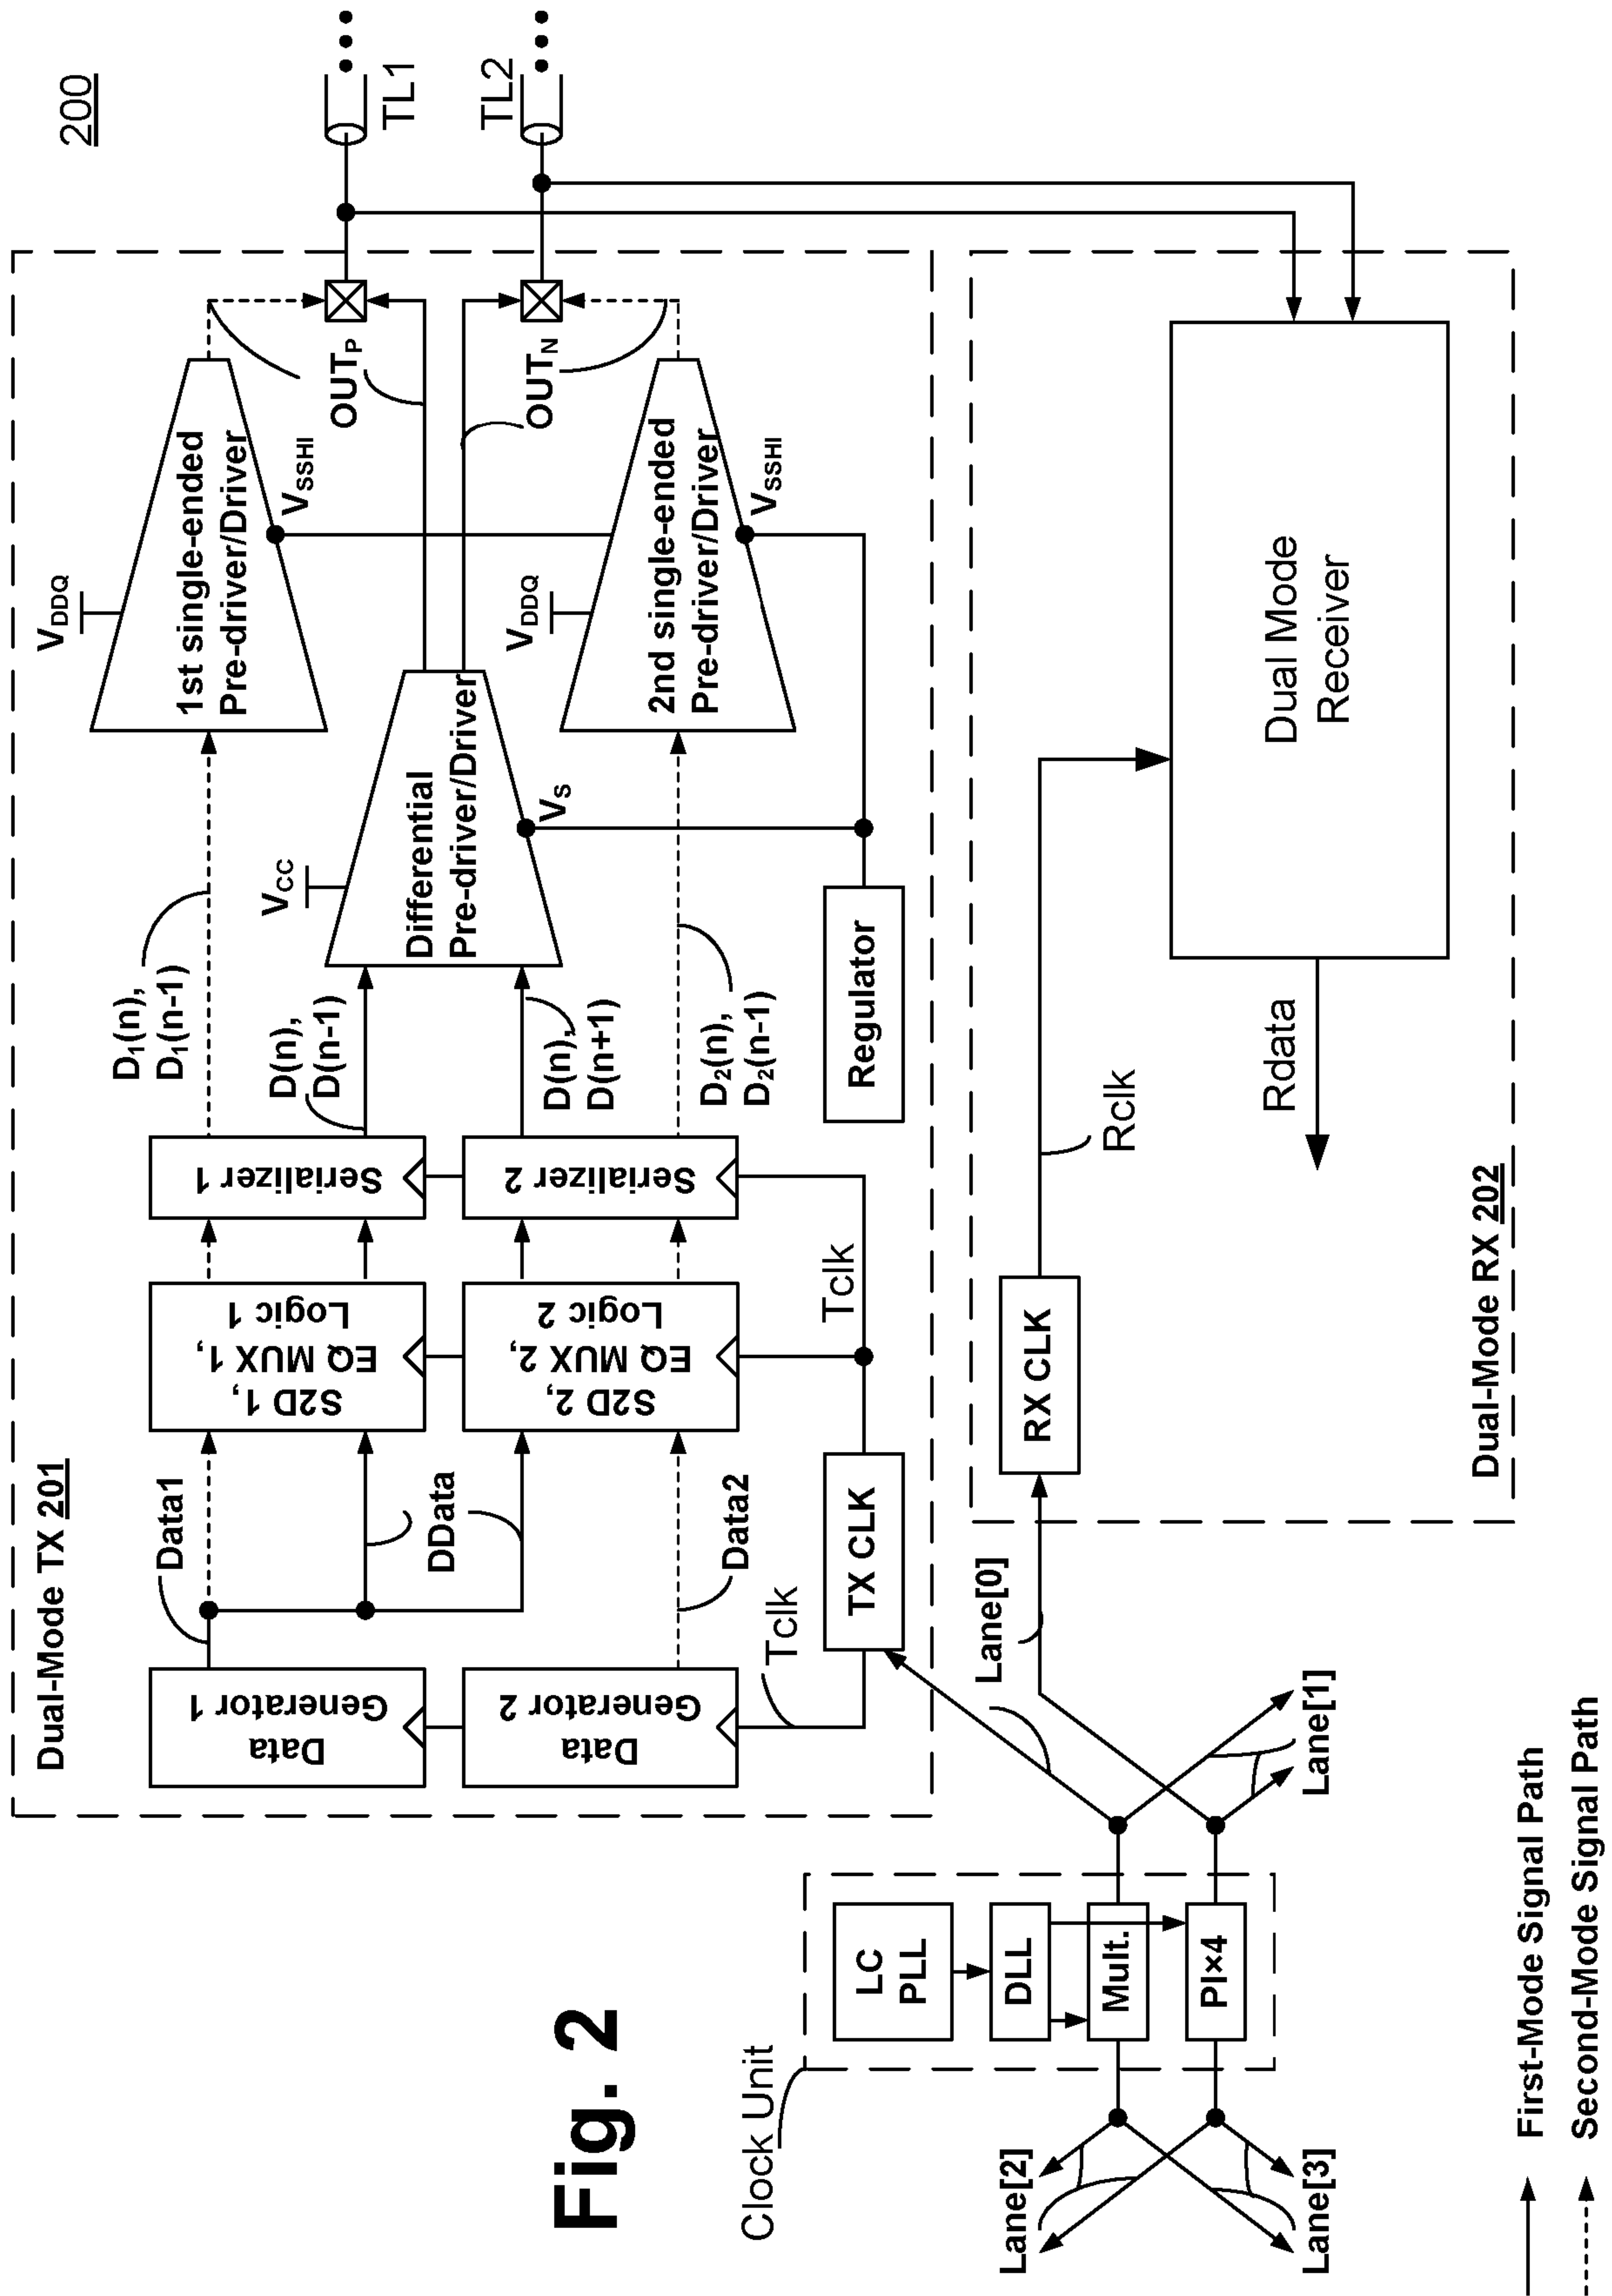 200
Dual-Mode TX 201
Data
Generator 1
Data
Generator 2
Data1
DData
Data2
Tclk
S2D 1,
EQ MUX 1,
Logic 1
S2D 2,
EQ MUX 2,
Logic 2
Serializer 1
Serializer 2
TX CLK
Tclk
D1(n),
D1(n-1)
D(n),
D(n-1)
D(n),
D(n+1)
D2(n),
D2(n-1)
Regulator
VCC
Differential
Pre-driver/Driver
VS
VDDQ
1st single-ended
Pre-driver/Driver
VSSHI
VDDQ
2nd single-ended
Pre-driver/Driver
VSSHI
OUTP
OUTN
TL1
TL2
Fig. 2
Clock Unit
LC
PLL
DLL
Mult.
PI×4
Lane[2]
Lane[3]
Lane[0]
Lane[1]
RX CLK
Rclk
Dual Mode
Receiver
Rdata
Dual-Mode RX 202
First-Mode Signal Path
Second-Mode Signal Path